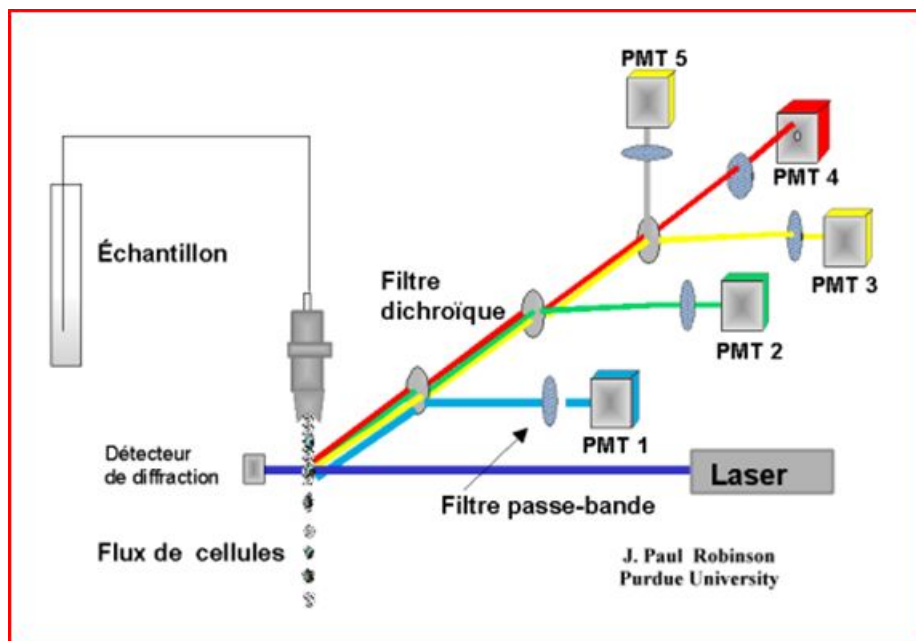 PMT 5
PMT 4
Échantillon
PMT 3
Filtre
dichroïque
PMT 2
PMT 1
Détecteur
de diffraction
Laser
Filtre passe-bande
Flux de cellules
J. Paul Robinson
Purdue University